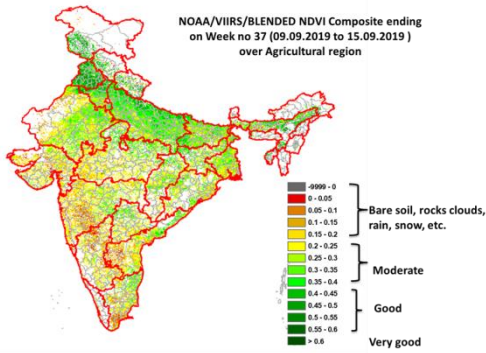 NOAA/VIIRS/BLENDED NDVI Composite ending
on Week no 37 (09.09.2019 to 15.09.2019 )
over Agricultural region
-9999 - 0
0 - 0.05
0.05 - 0.1
0.1 - 0.15
0.15 - 0.2
0.2 - 0.25
0.25 - 0.3
0.3 - 0.35
0.35 - 0.4
0.4 - 0.45
0.45 - 0.5
0.5 - 0.55
0.55 - 0.6
> 0.6
Bare soil, rocks clouds,
rain, snow, etc.
Moderate
Good
Very good